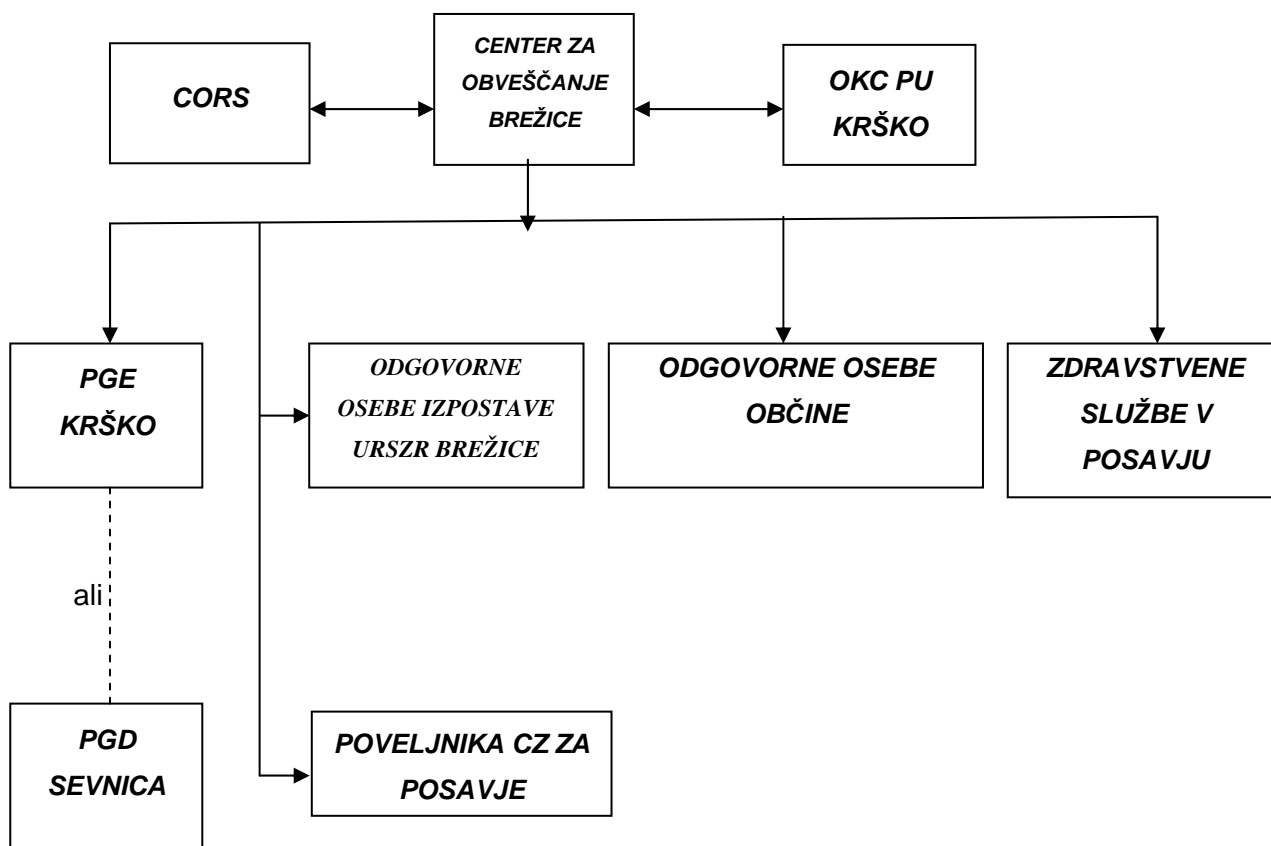 CORS
CENTER ZA
OBVEŠČANJE
BREŽICE
OKC PU
KRŠKO
PGE
KRŠKO
ODGOVORNE
OSEBE IZPOSTAVE
URSZR BREŽICE
ODGOVORNE OSEBE
OBČINE
ZDRAVSTVENE
SLUŽBE V
POSAVJU
ali
PGD
SEVNICA
POVELJNIKA CZ ZA
POSAVJE